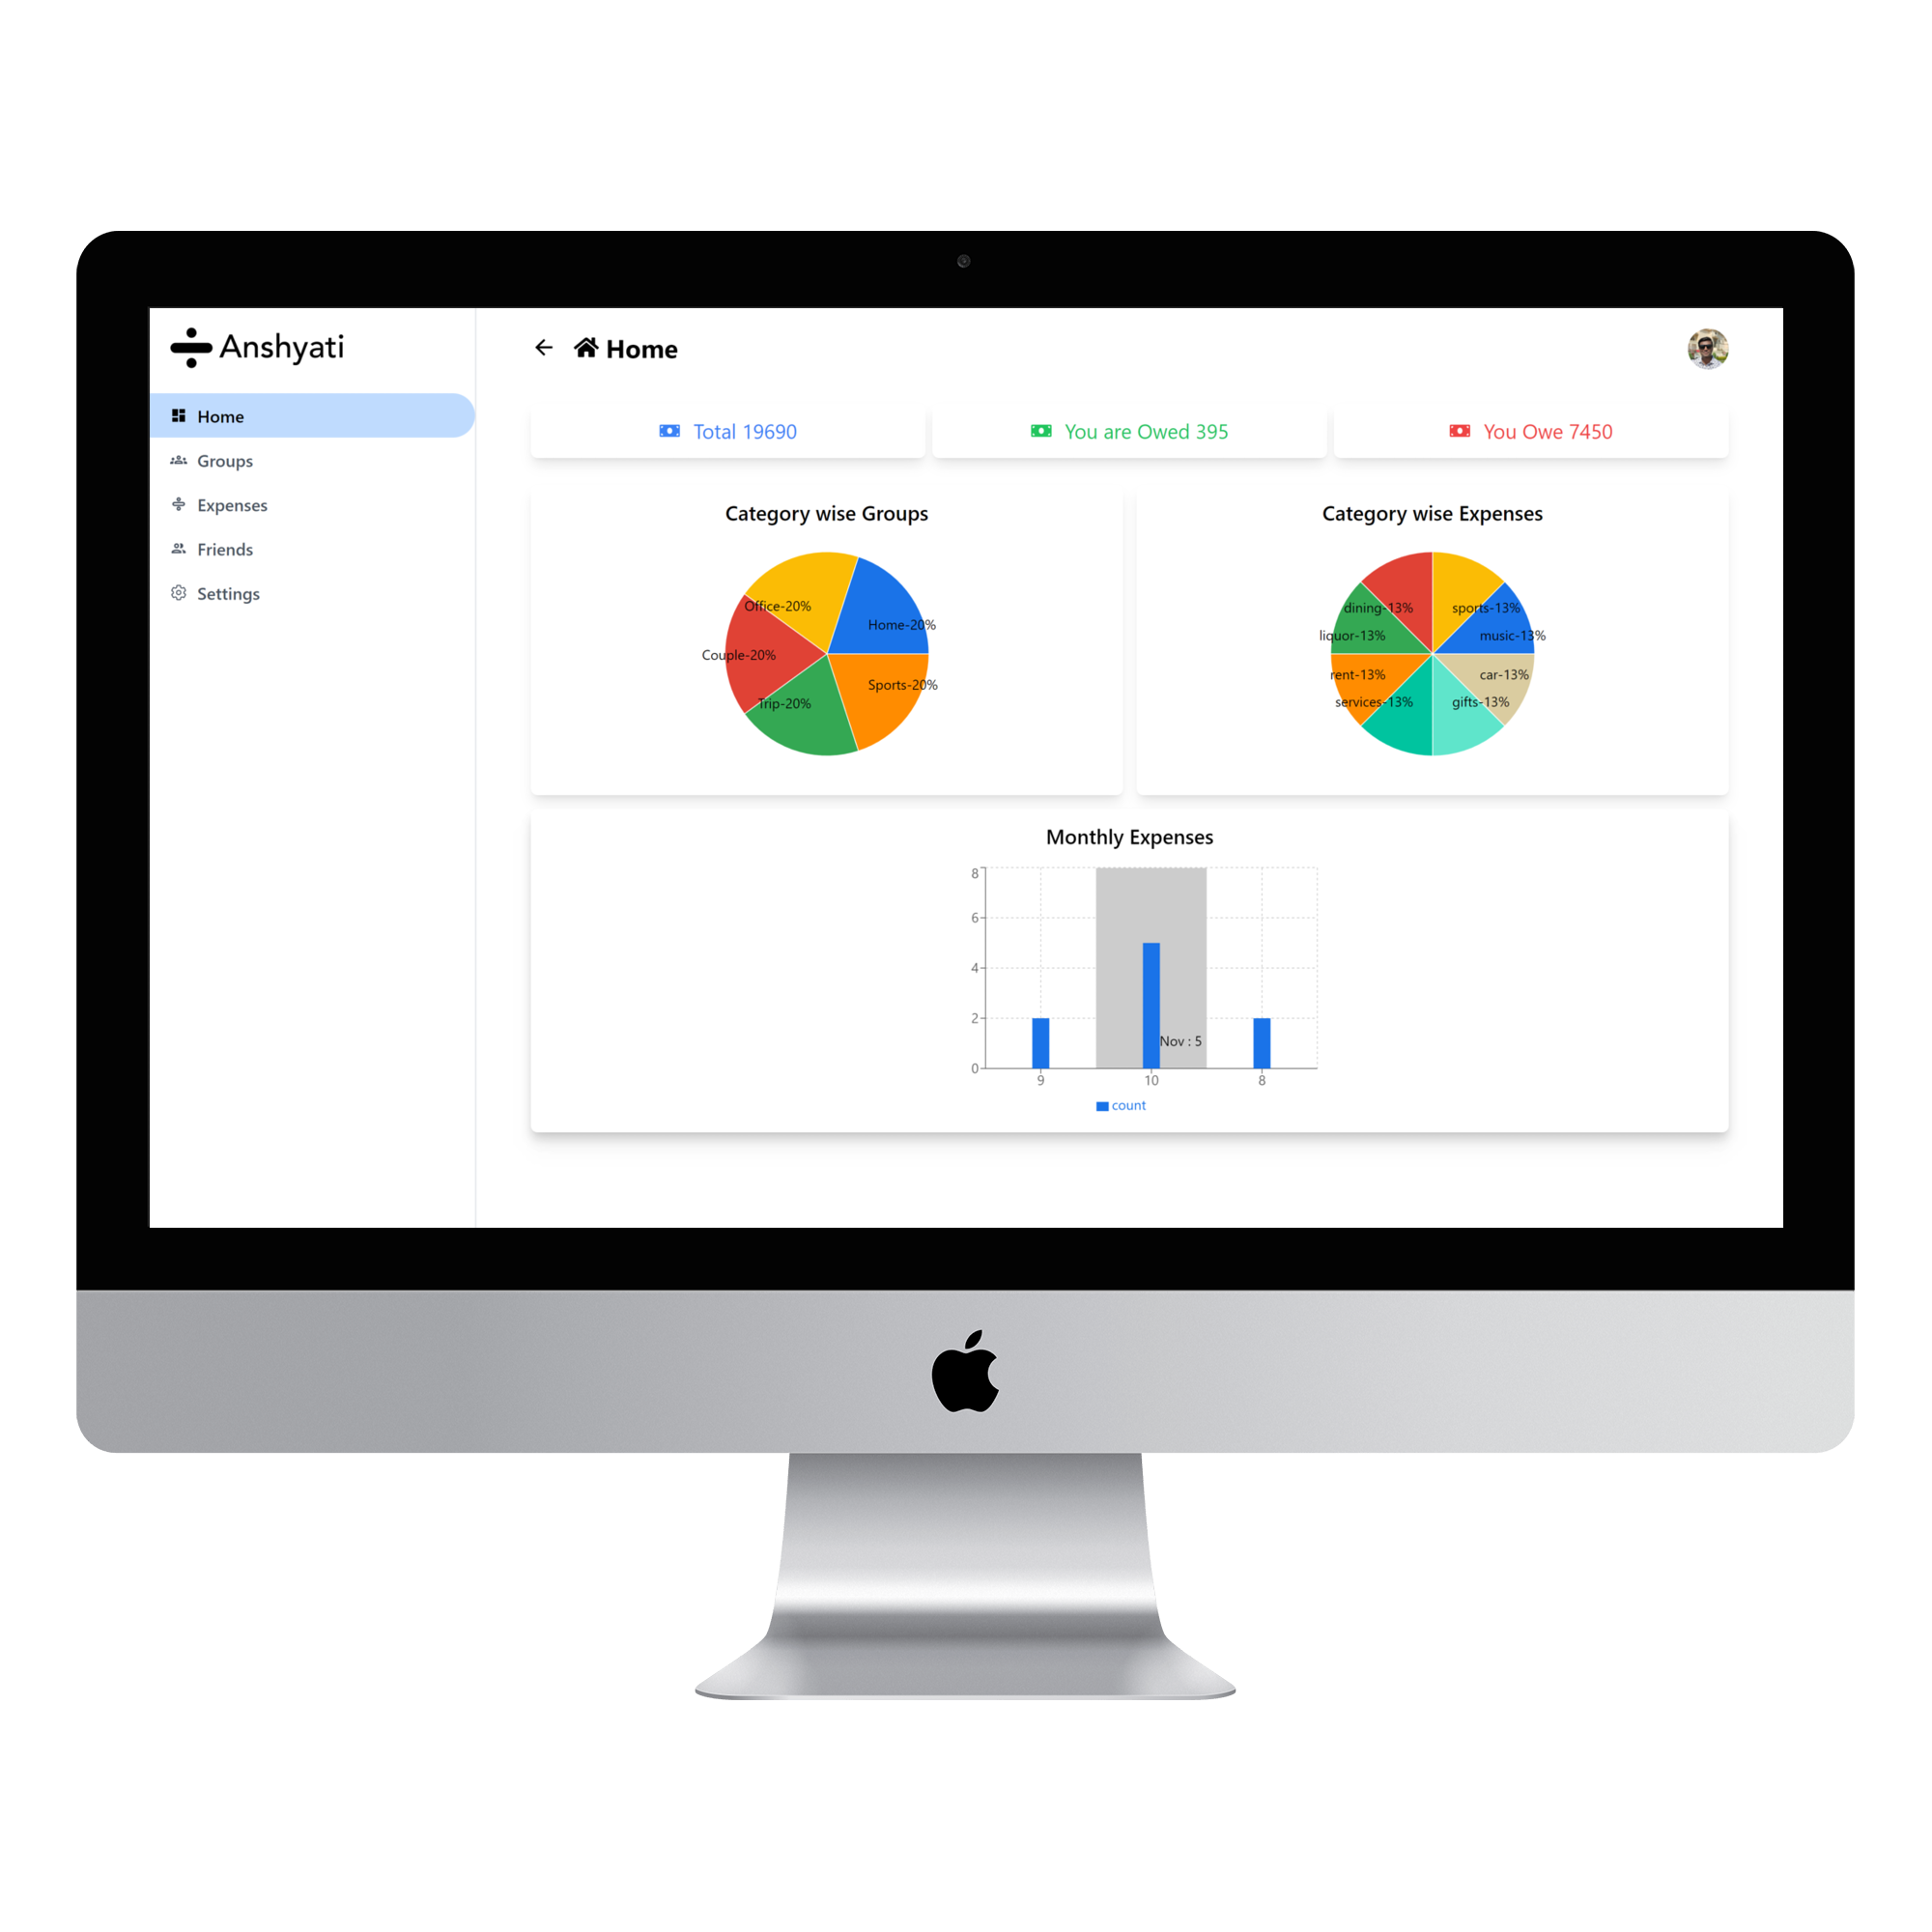 Anshyati
Home
Groups
Expenses
Friends
Settings
Home
Total 19690
You are Owed 395
You Owe 7450
Category wise Groups
Office-20%
Home-20%
Couple-20%
Sports-20%
Trip-20%
Category wise Expenses
dining-13%
sports-13%
liquor-13%
music-13%
rent-13%
car-13%
services-13%
gifts-13%
Monthly Expenses
8
6
4
2
0
Nov : 5
9
10
8
count